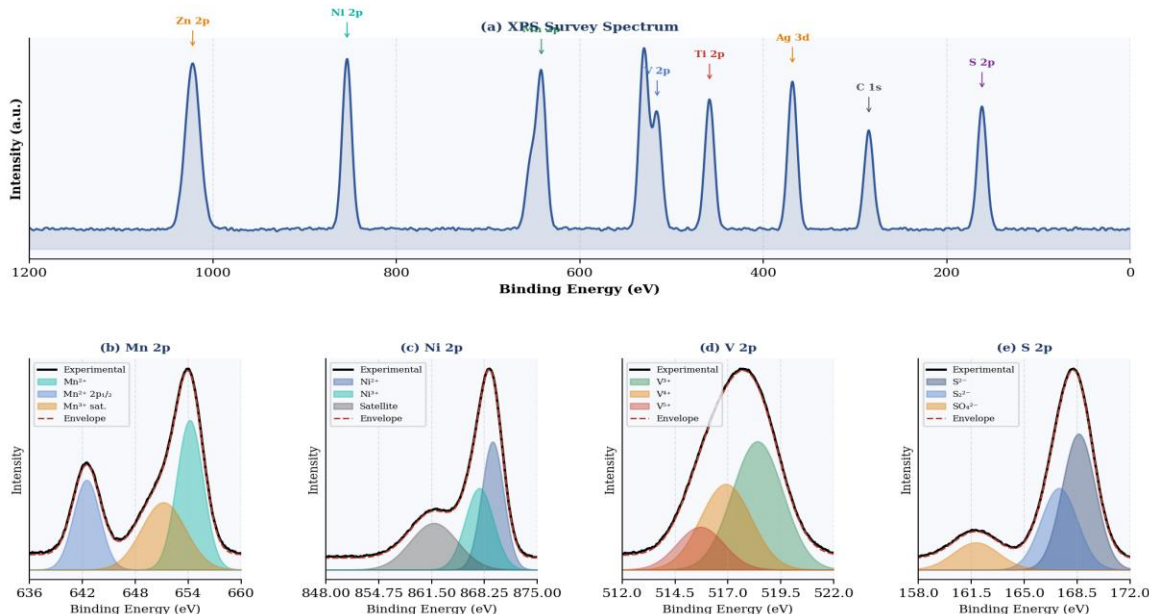 (a) XPS Survey Spectrum
Zn 2p
Ni 2p
Mn 2p
V 2p
Ti 2p
Ag 3d
C 1s
S 2p
Intensity (a.u.)
1200 1000 800 600 400 200 0
Binding Energy (eV)
(b) Mn 2p
Experimental
Mn²⁺
Mn²⁺ 2p₁/₂
sat.
Envelope
Intensity
636 642 648 654 660
Binding Energy (eV)
(c) Ni 2p
Experimental
Ni²⁺
Ni³⁺
Satellite
Envelope
Intensity
848.00 854.75 861.50 868.25 875.00
Binding Energy (eV)
(d) V 2p
Experimental
V⁴⁺
Envelope
Intensity
512.0 514.5 517.0 519.5 522.0
Binding Energy (eV)
(e) S 2p
Experimental
S²⁻
S₂²⁻
SO₄²⁻
Envelope
Intensity
158.0 161.5 165.0 168.5 172.0
Binding Energy (eV)